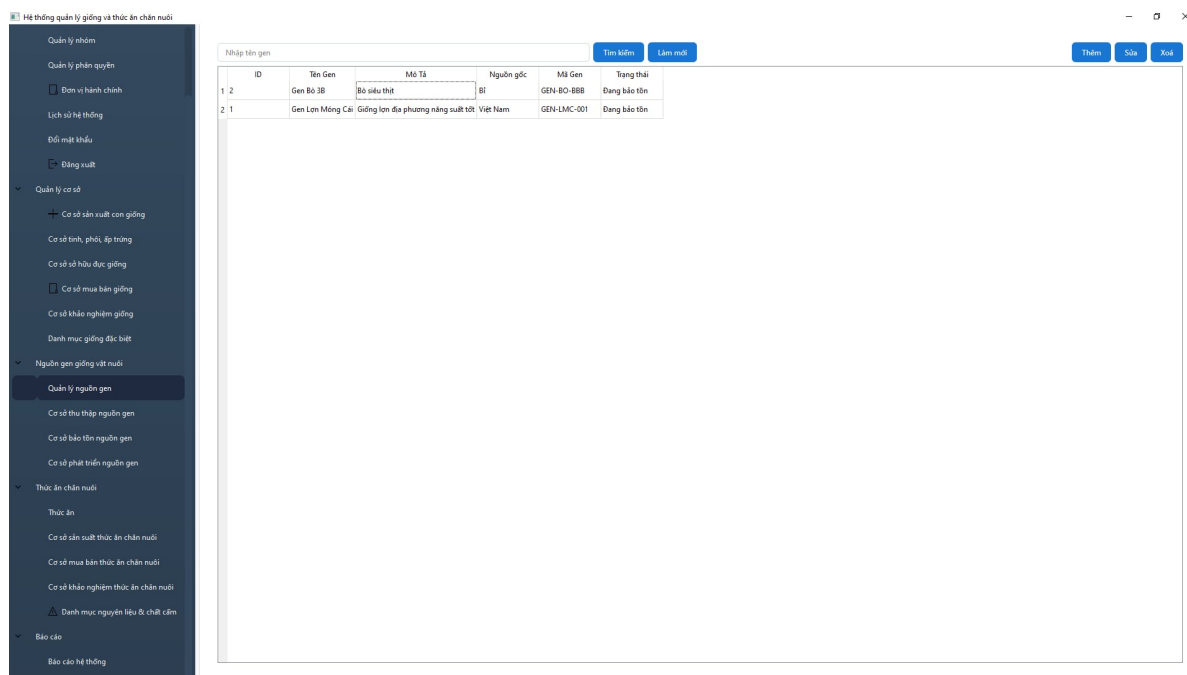 Hệ thống quản lý giống và thức ăn chăn nuôi
Quản lý nhóm
Quản lý phân quyền
Đơn vị hành chính
Lịch sử hệ thống
Đổi mật khẩu
Đăng xuất
Quản lý cơ sở
Cơ sở sản xuất con giống
Cơ sở tinh, phôi, ấp trứng
Cơ sở sở hữu đực giống
Cơ sở mua bán giống
Cơ sở khảo nghiệm giống
Danh mục giống đặc biệt
Nguồn gen giống vật nuôi
Quản lý nguồn gen
Cơ sở thu thập nguồn gen
Cơ sở bảo tồn nguồn gen
Cơ sở phát triển nguồn gen
Thức ăn chăn nuôi
Thức ăn
Cơ sở sản suất thức ăn chăn nuôi
Cơ sở mua bán thức ăn chăn nuôi
Cơ sở khảo nghiệm thức ăn chăn nuôi
Danh mục nguyên liệu & chất cấm
Báo cáo
Báo cáo hệ thống
Nhập tên gen Tìm kiếm Làm mới Thêm Sửa Xoá
ID Tên Gen Mô Tả Nguồn gốc Mã Gen Trạng thái
1 2 Gen Bò 3B Bò siêu thịt Bỉ GEN-BO-BBB Đang bảo tồn
2 1 Gen Lợn Móng Cái Giống lợn địa phương năng suất tốt Việt Nam GEN-LMC-001 Đang bảo tồn